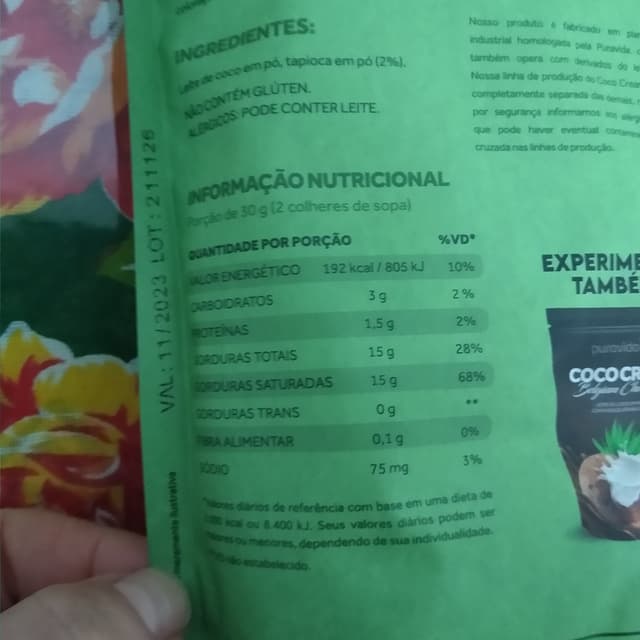 INGREDIENTES:
Leite de coco em pó, tapioca em pó (2%).
NÃO CONTÉM GLÚTEN.
ALÉRGICOS: PODE CONTER LEITE.
Nosso produto é fabricado em
industrial homologada pela Puravida,
também opera com derivados do
Nossa linha de produção do Coco
completamente separada das demais,
por segurança informamos aos
que pode haver eventual
cruzada nas linhas de produção.
INFORMAÇÃO NUTRICIONAL
Porção de 30 g (2 colheres de sopa)
QUANTIDADE POR PORÇÃO %VD*
VALOR ENERGÉTICO 192 kcal / 805 kJ 10%
CARBOIDRATOS 3 g 2%
PROTEÍNAS 1,5 g 2%
GORDURAS TOTAIS 15 g 28%
GORDURAS SATURADAS 15 g 68%
GORDURAS TRANS 0 g **
FIBRA ALIMENTAR 0,1 g 0%
SÓDIO 75 mg 3%
valores diários de referência com base em uma dieta de
kcal ou 8.400 kJ. Seus valores diários podem ser
ou menores, dependendo de sua individualidade.
não estabelecido.
VAL: 11/2023 LOT: 211126
ilustrativa
EXPERIME
TAMBÉ
puravida
COCO CR